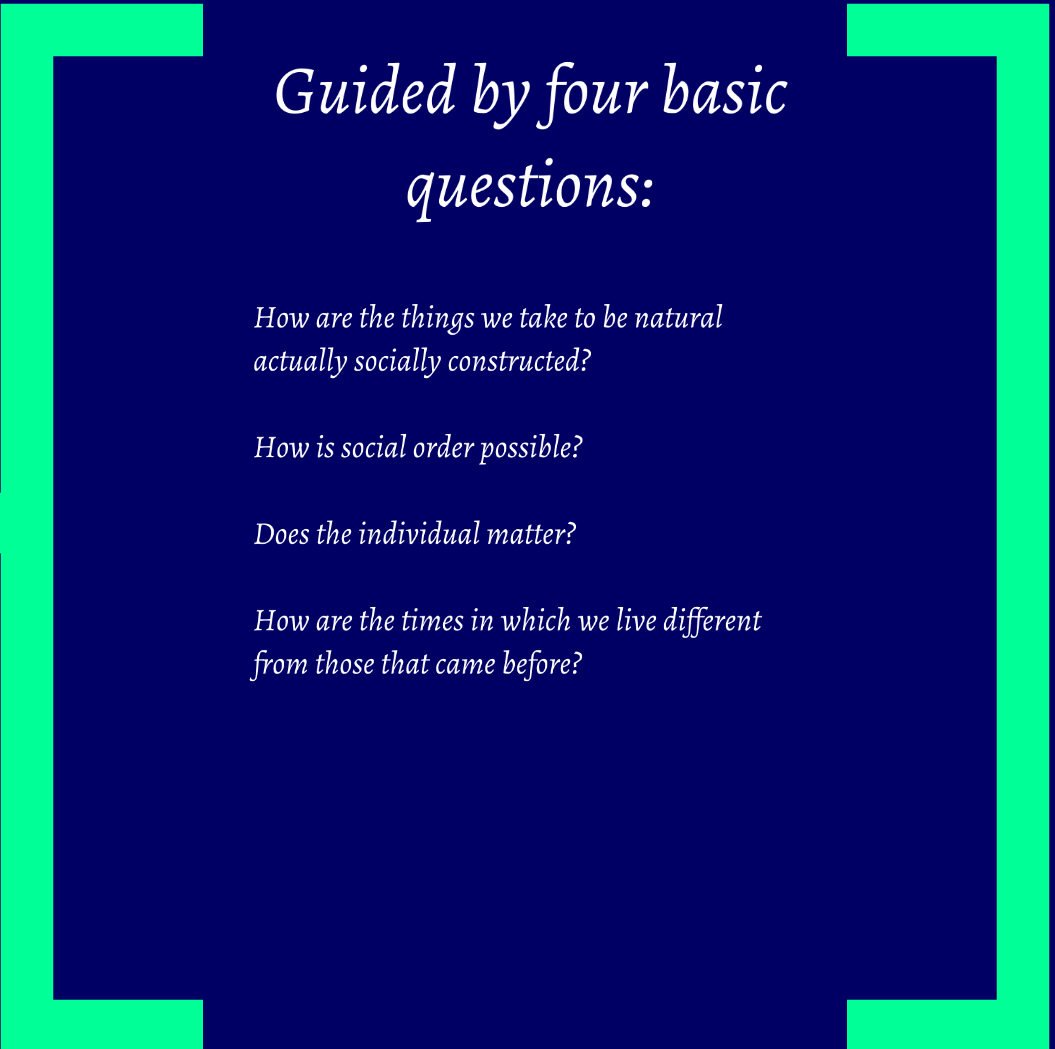 Guided by four basic
questions:
How are the things we take to be natural
actually socially constructed?
How is social order possible?
Does the individual matter?
How are the times in which we live different
from those that came before?